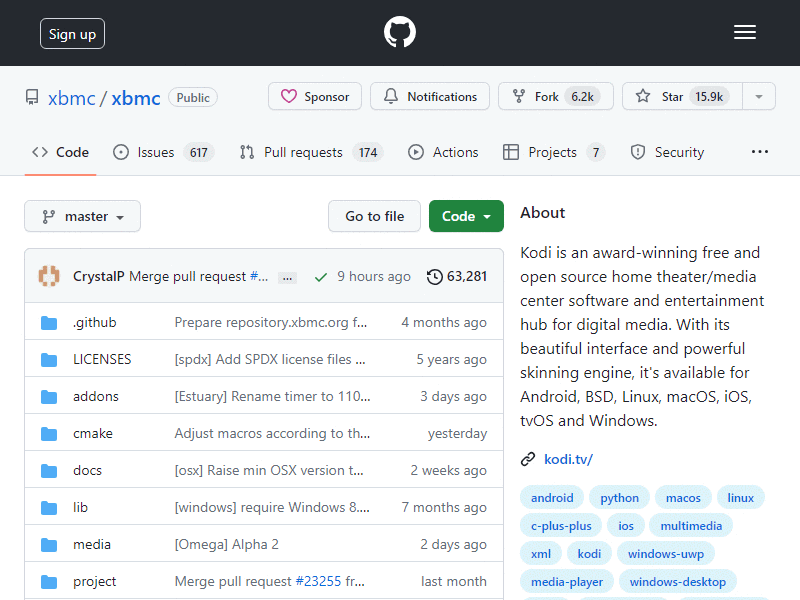 Sign up
xbmc / xbmc Public
Sponsor Notifications Fork 6.2k Star 15.9k
Code Issues 617 Pull requests 174 Actions Projects 7 Security ...
master Go to file Code
CrystalP Merge pull request #... ... 9 hours ago 63,281
.github Prepare repository.xbmc.org f... 4 months ago
LICENSES [spdx] Add SPDX license files ... 5 years ago
addons [Estuary] Rename timer to 110... 3 days ago
cmake Adjust macros according to th... yesterday
docs [osx] Raise min OSX version t... 2 weeks ago
lib [windows] require Windows 8.... 7 months ago
media [Omega] Alpha 2 2 days ago
project Merge pull request #23255 fr... last month
About
Kodi is an award-winning free and
open source home theater/media
center software and entertainment
hub for digital media. With its
beautiful interface and powerful
skinning engine, it's available for
Android, BSD, Linux, macOS, iOS,
tvOS and Windows.
kodi.tv/
android python macos linux
c-plus-plus ios multimedia
xml kodi windows-uwp
media-player windows-desktop